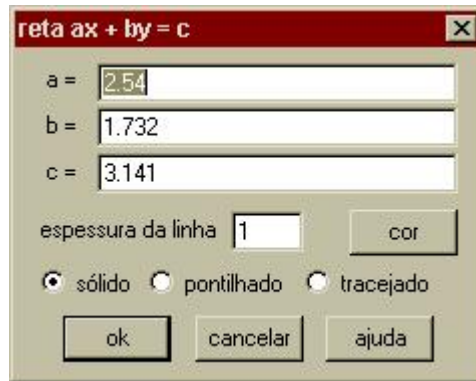 reta ax + by = c
a = 2.54
b = 1.732
c = 3.141
espessura da linha 1 cor
sólido pontilhado tracejado
ok cancelar ajuda